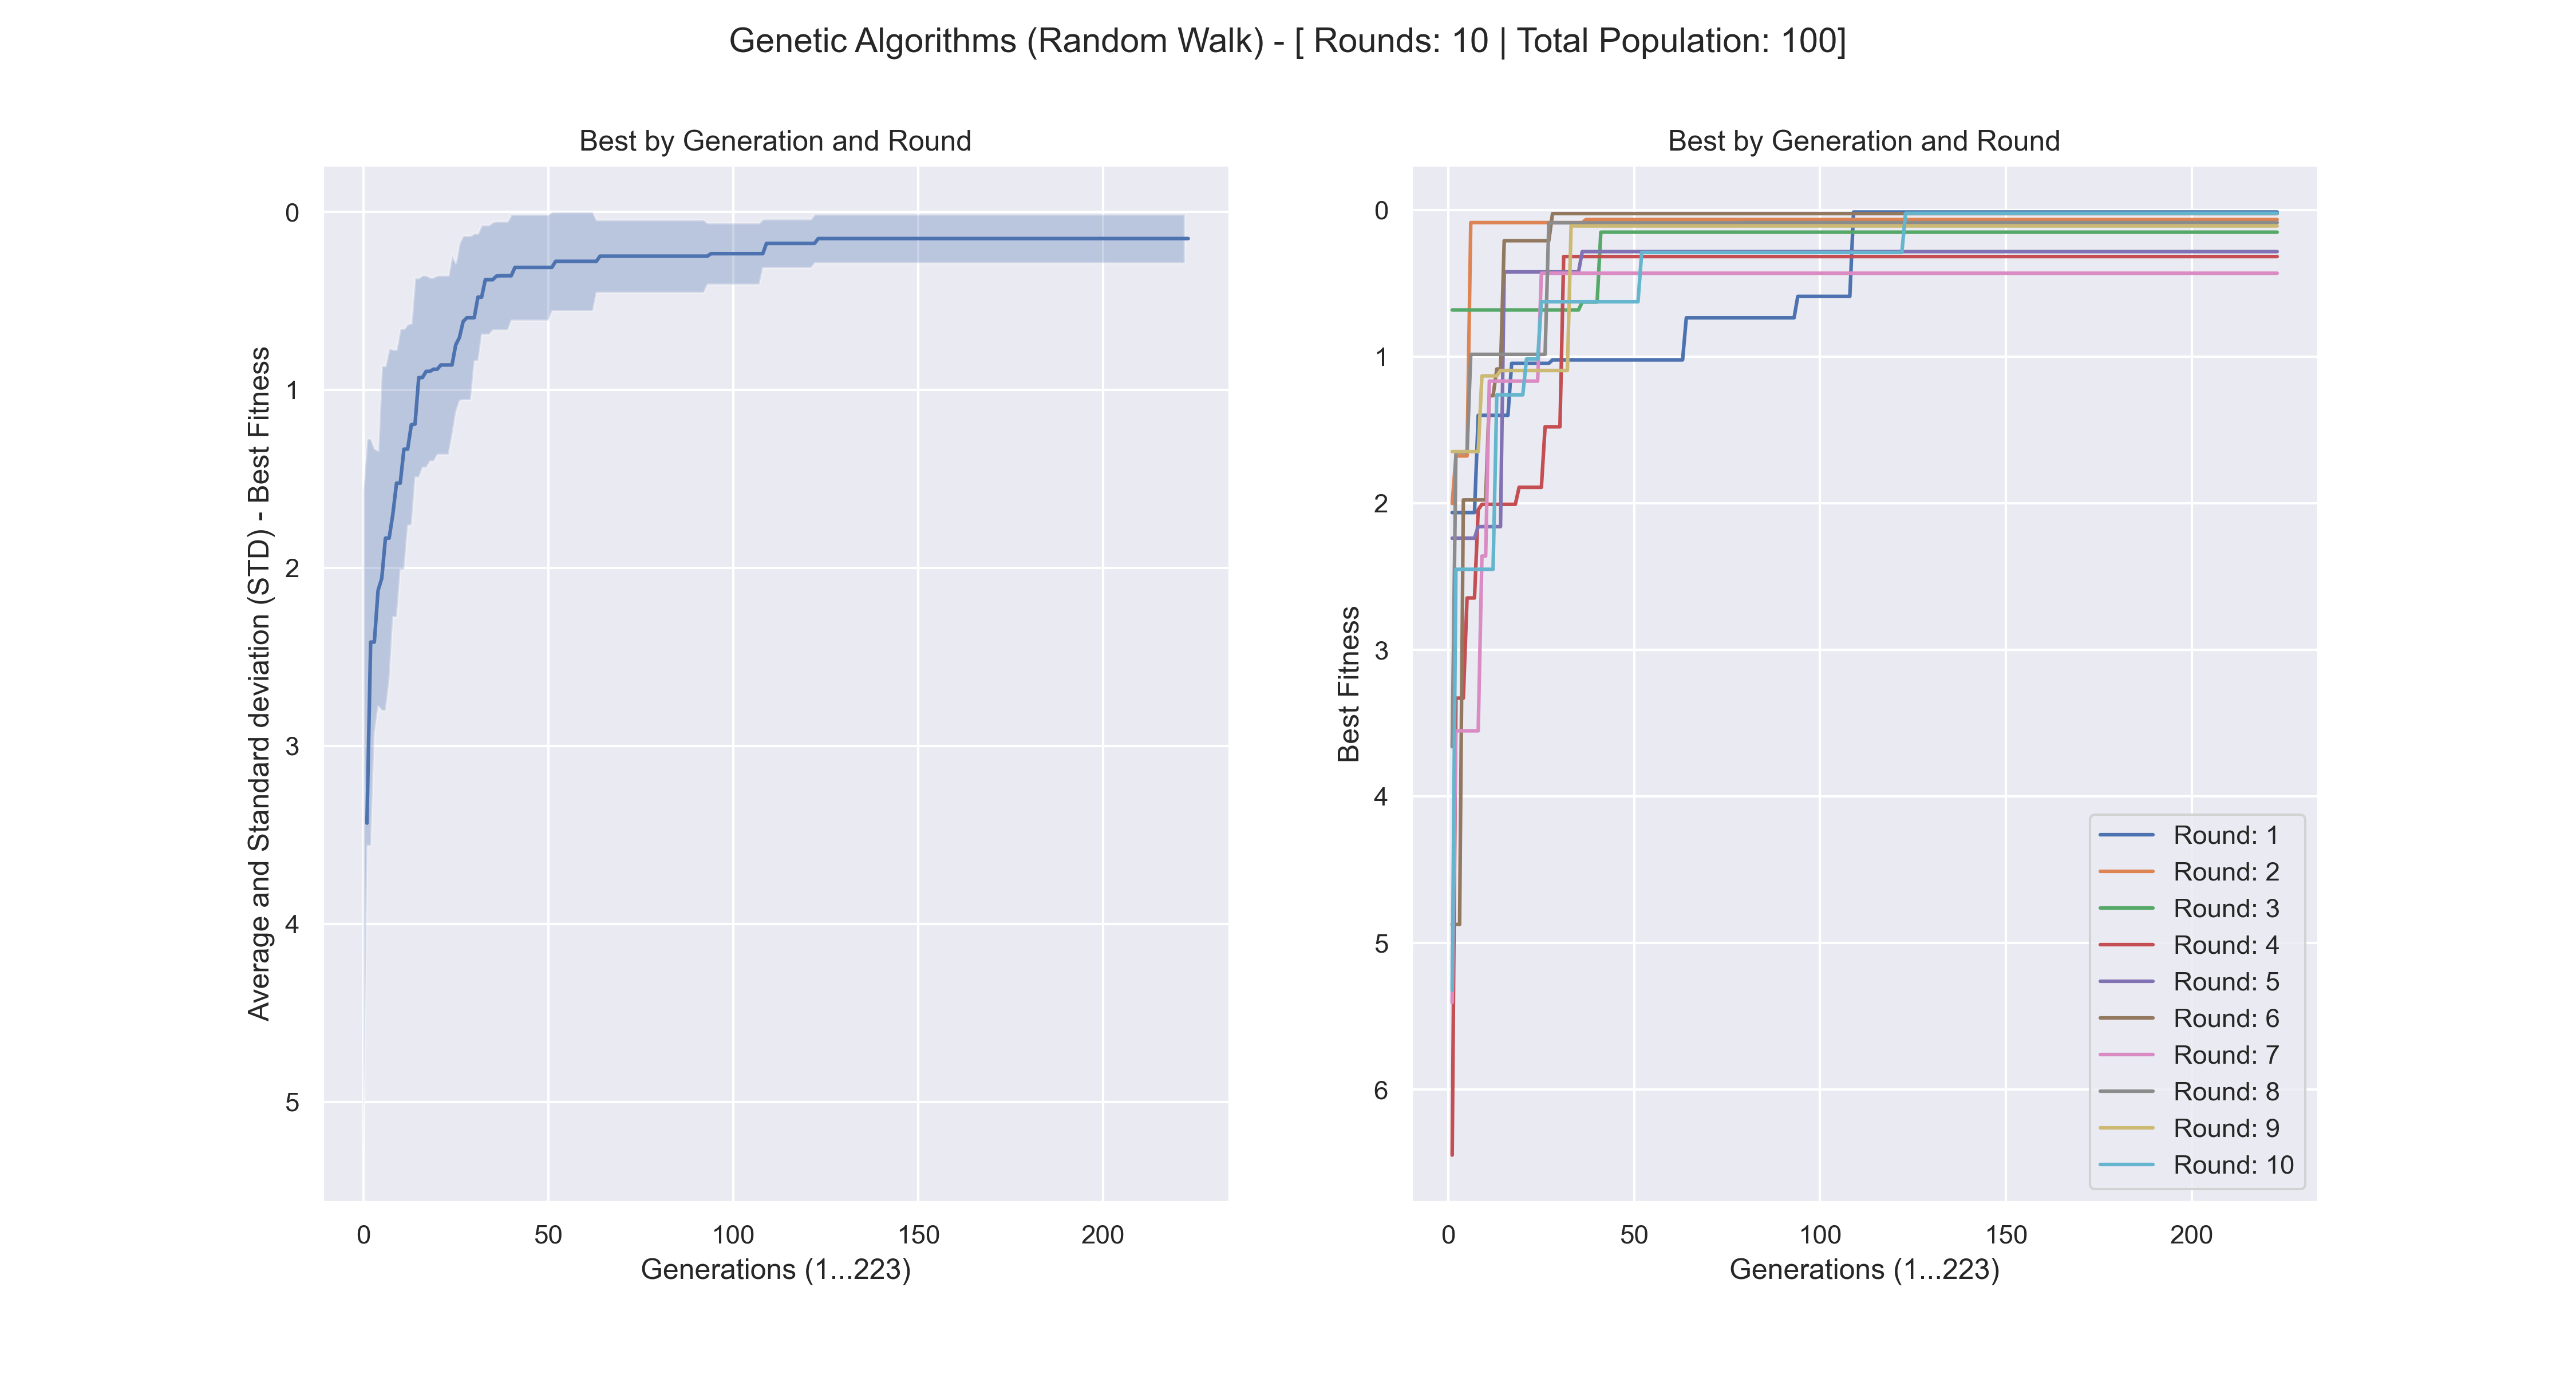 Genetic Algorithms (Random Walk) - [ Rounds: 10 | Total Population: 100]
Best by Generation and Round
Average and Standard deviation (STD) - Best Fitness
0
1
2
3
4
5
0
50
100
150
200
Generations (1...223)
Best by Generation and Round
Best Fitness
0
1
2
3
4
5
6
0
50
100
150
200
Generations (1...223)
Round: 1
Round: 2
Round: 3
Round: 4
Round: 5
Round: 6
Round: 7
Round: 8
Round: 9
Round: 10